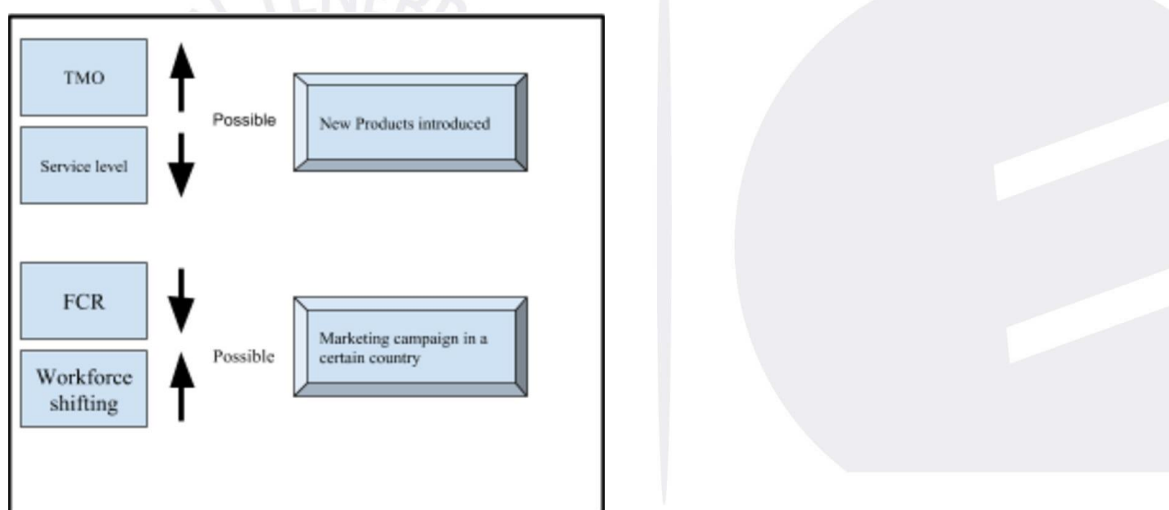 TMO
Possible
New Products introduced
Service level
FCR
Possible
Marketing campaign in a
certain country
Workforce
shifting